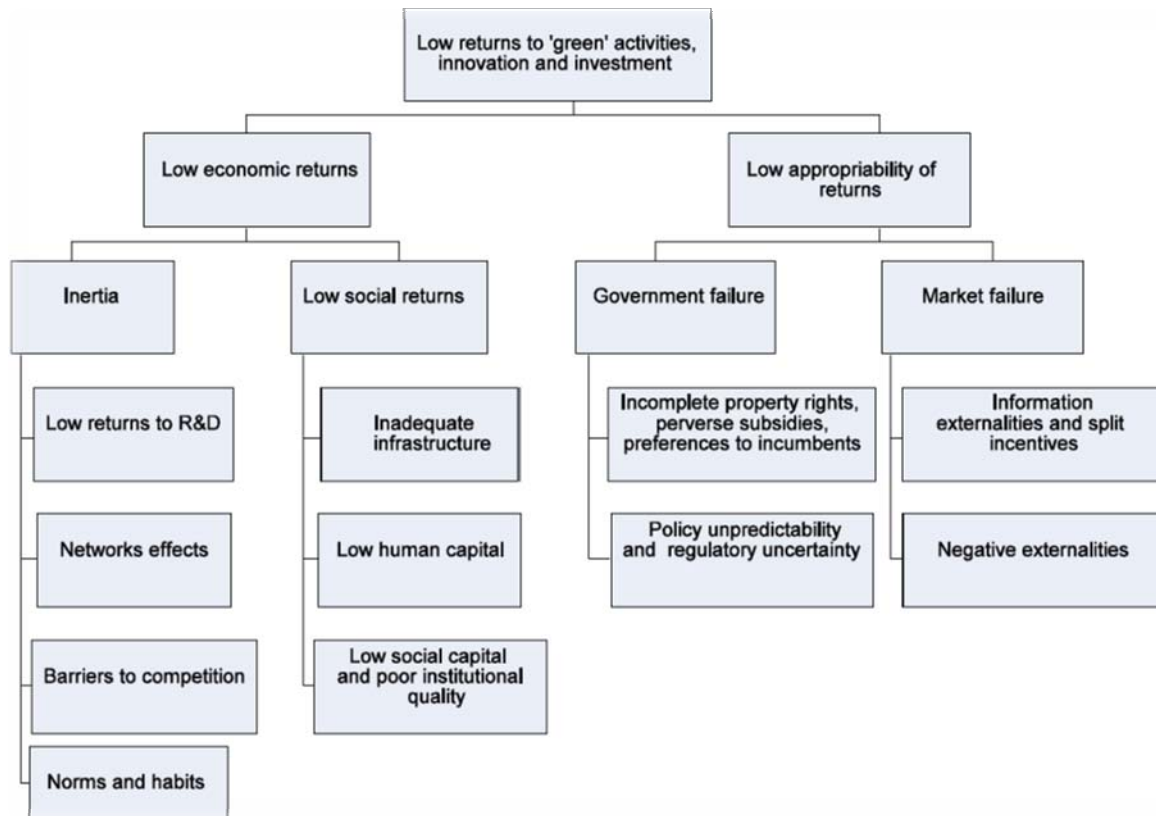 Low returns to 'green' activities,
innovation and investment
Low economic returns
Low appropriability of
returns
Inertia
Low social returns
Government failure
Market failure
Low returns to R&D
Inadequate
infrastructure
Incomplete property rights,
perverse subsidies,
preferences to incumbents
Information
externalities and split
incentives
Networks effects
Low human capital
Policy unpredictability
and regulatory uncertainty
Negative externalities
Barriers to competition
Low social capital
and poor institutional
quality
Norms and habits